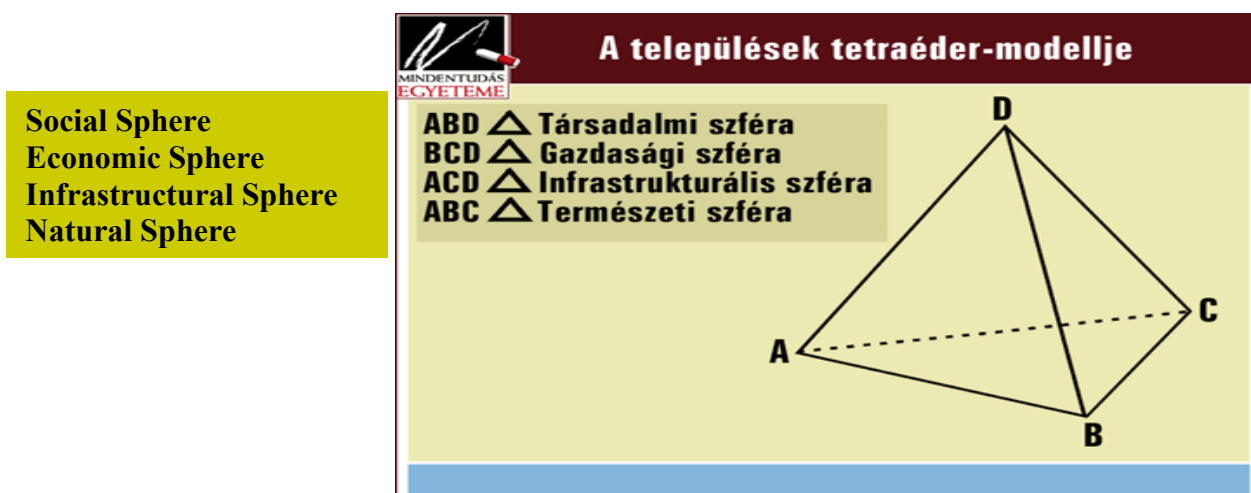 Social Sphere
Economic Sphere
Infrastructural Sphere
Natural Sphere
MINDENTUDÁS
EGYETEME
A települések tetraéder-modellje
ABD △ Társadalmi szféra
BCD △ Gazdasági szféra
ACD △ Infrastrukturális szféra
ABC △ Természeti szféra
D
C
A
B